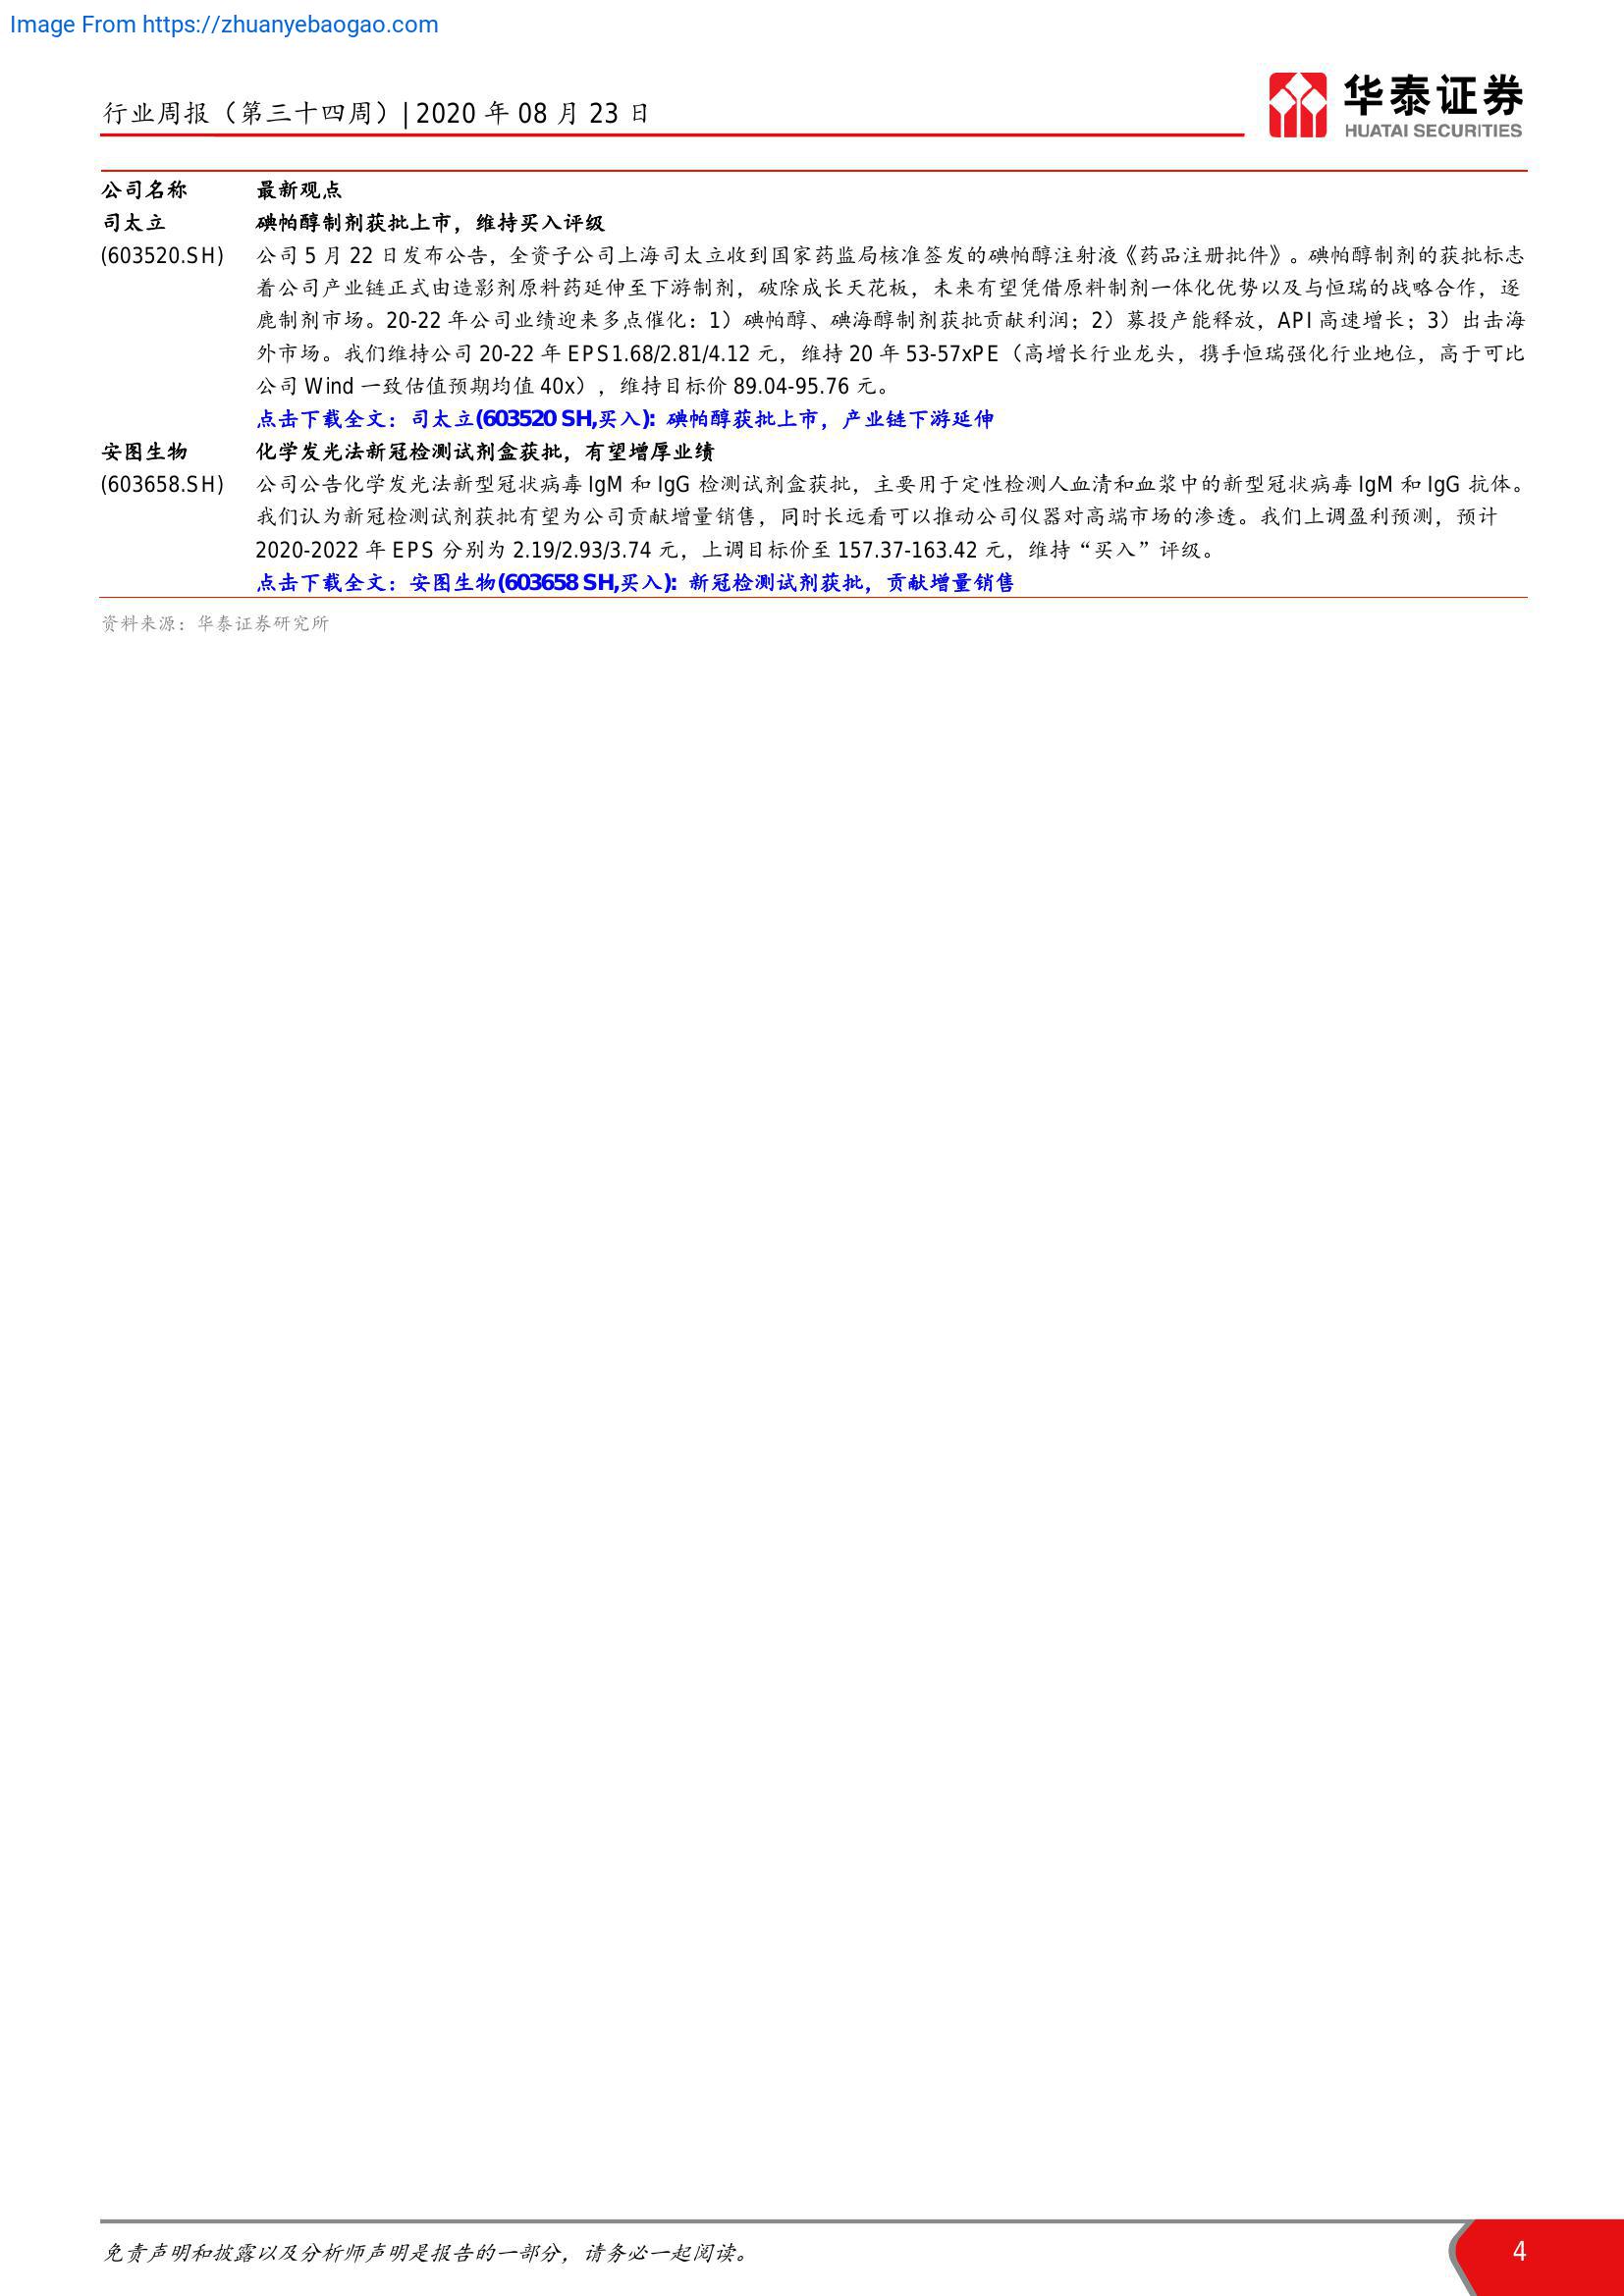 Image From https://zhuanyebaogao.com
行业周报（第三十四周）| 2020 年 08 月 23 日
华泰证券
HUATAI SECURITIES
公司名称 最新观点
司太立 碘帕醇制剂获批上市，维持买入评级
(603520.SH) 公司 5 月 22 日发布公告，全资子公司上海司太立收到国家药监局核准签发的碘帕醇注射液《药品注册批件》。碘帕醇制剂的获批标志
着公司产业链正式由造影剂原料药延伸至下游制剂，破除成长天花板，未来有望凭借原料制剂一体化优势以及与恒瑞的战略合作，逐
鹿制剂市场。20-22 年公司业绩迎来多点催化：1）碘帕醇、碘海醇制剂获批贡献利润；2）募投产能释放，API 高速增长；3）出击海
外市场。我们维持公司 20-22 年 EPS1.68/2.81/4.12 元，维持 20 年 53-57xPE（高增长行业龙头，携手恒瑞强化行业地位，高于可比
公司 Wind 一致估值预期均值 40x），维持目标价 89.04-95.76 元。
点击下载全文：司太立(603520 SH,买入): 碘帕醇获批上市，产业链下游延伸
安图生物 化学发光法新冠检测试剂盒获批，有望增厚业绩
(603658.SH) 公司公告化学发光法新型冠状病毒 IgM 和 IgG 检测试剂盒获批，主要用于定性检测人血清和血浆中的新型冠状病毒 IgM 和 IgG 抗体。
我们认为新冠检测试剂获批有望为公司贡献增量销售，同时长远看可以推动公司仪器对高端市场的渗透。我们上调盈利预测，预计
2020-2022 年 EPS 分别为 2.19/2.93/3.74 元，上调目标价至 157.37-163.42 元，维持“买入”评级。
点击下载全文：安图生物(603658 SH,买入): 新冠检测试剂获批，贡献增量销售
资料来源：华泰证券研究所
免责声明和披露以及分析师声明是报告的一部分，请务必一起阅读。
4